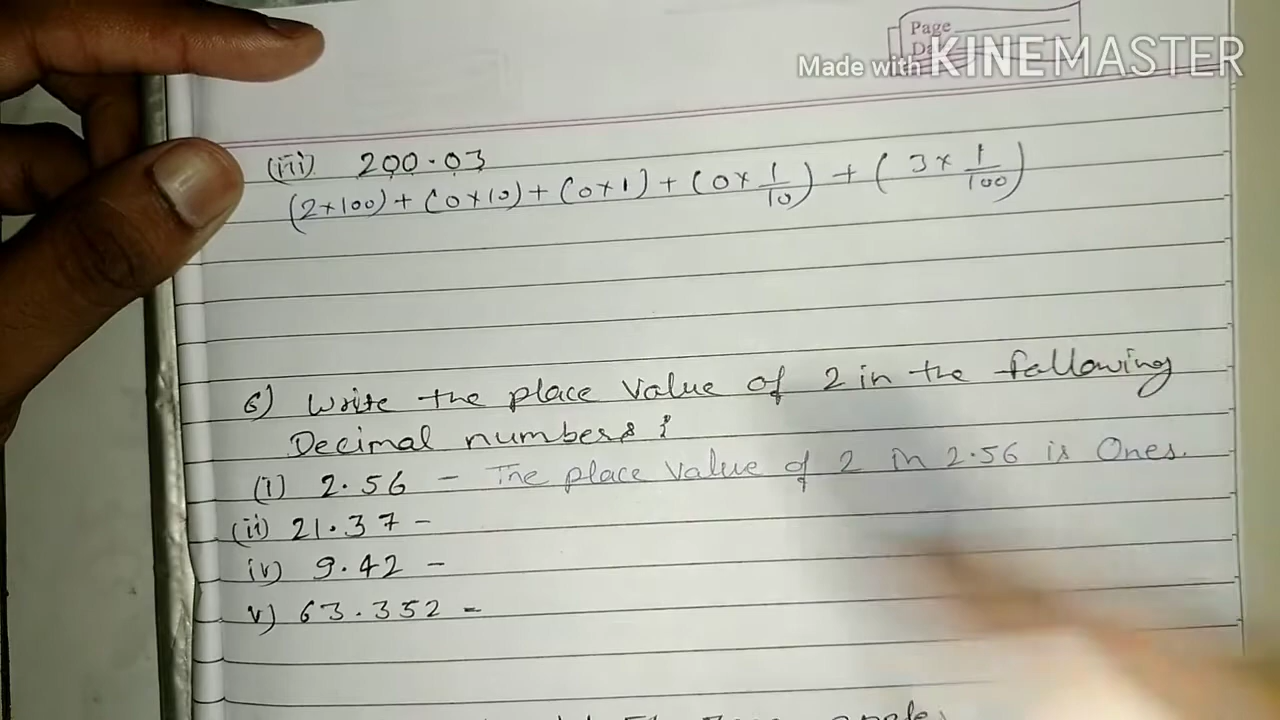 Page
Made with KINEMASTER
(iii) 200.03
(2×100) + (0×10) + (0×1) + (0× 1/10) + (3× 1/100)
6) Write the place value of 2 in the following
Decimal numbers :
(i) 2.56 - The place value of 2 in 2.56 is Ones.
(ii) 21.37 -
iv) 9.42 -
v) 63.352 -